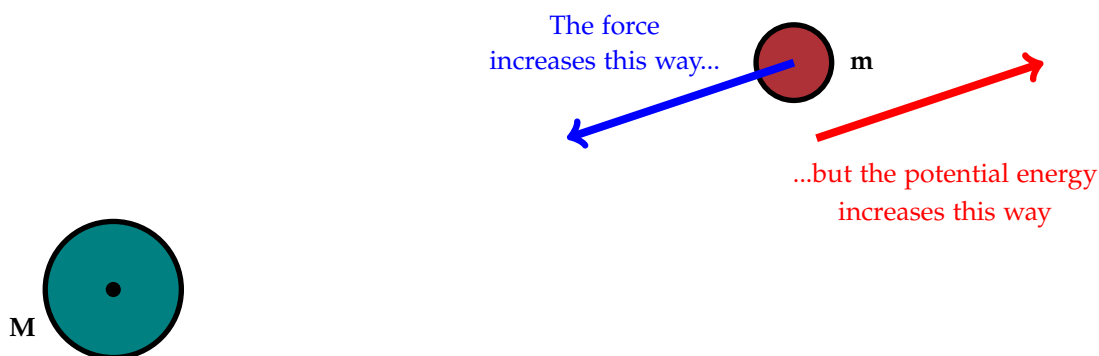 The force
increases this way...
m
...but the potential energy
increases this way
M